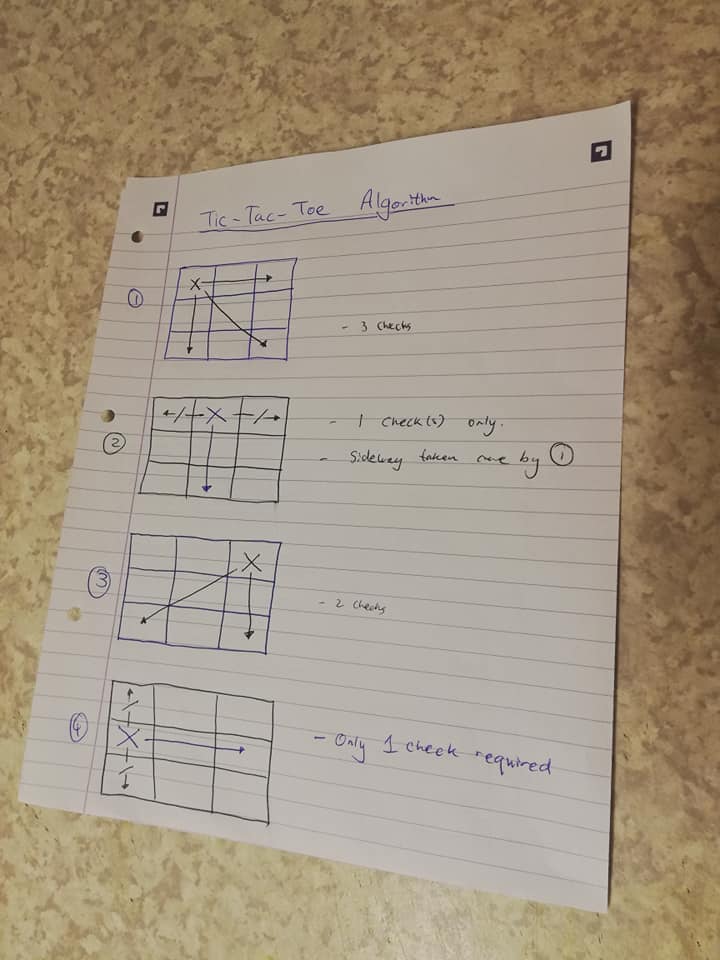 Tic-Tac-Toe Algorithm
①
X
- 3 checks
②
X
- 1 check(s) only.
- Sideway taken care by ①
③
X
- 2 checks
④
X
- Only 1 check required